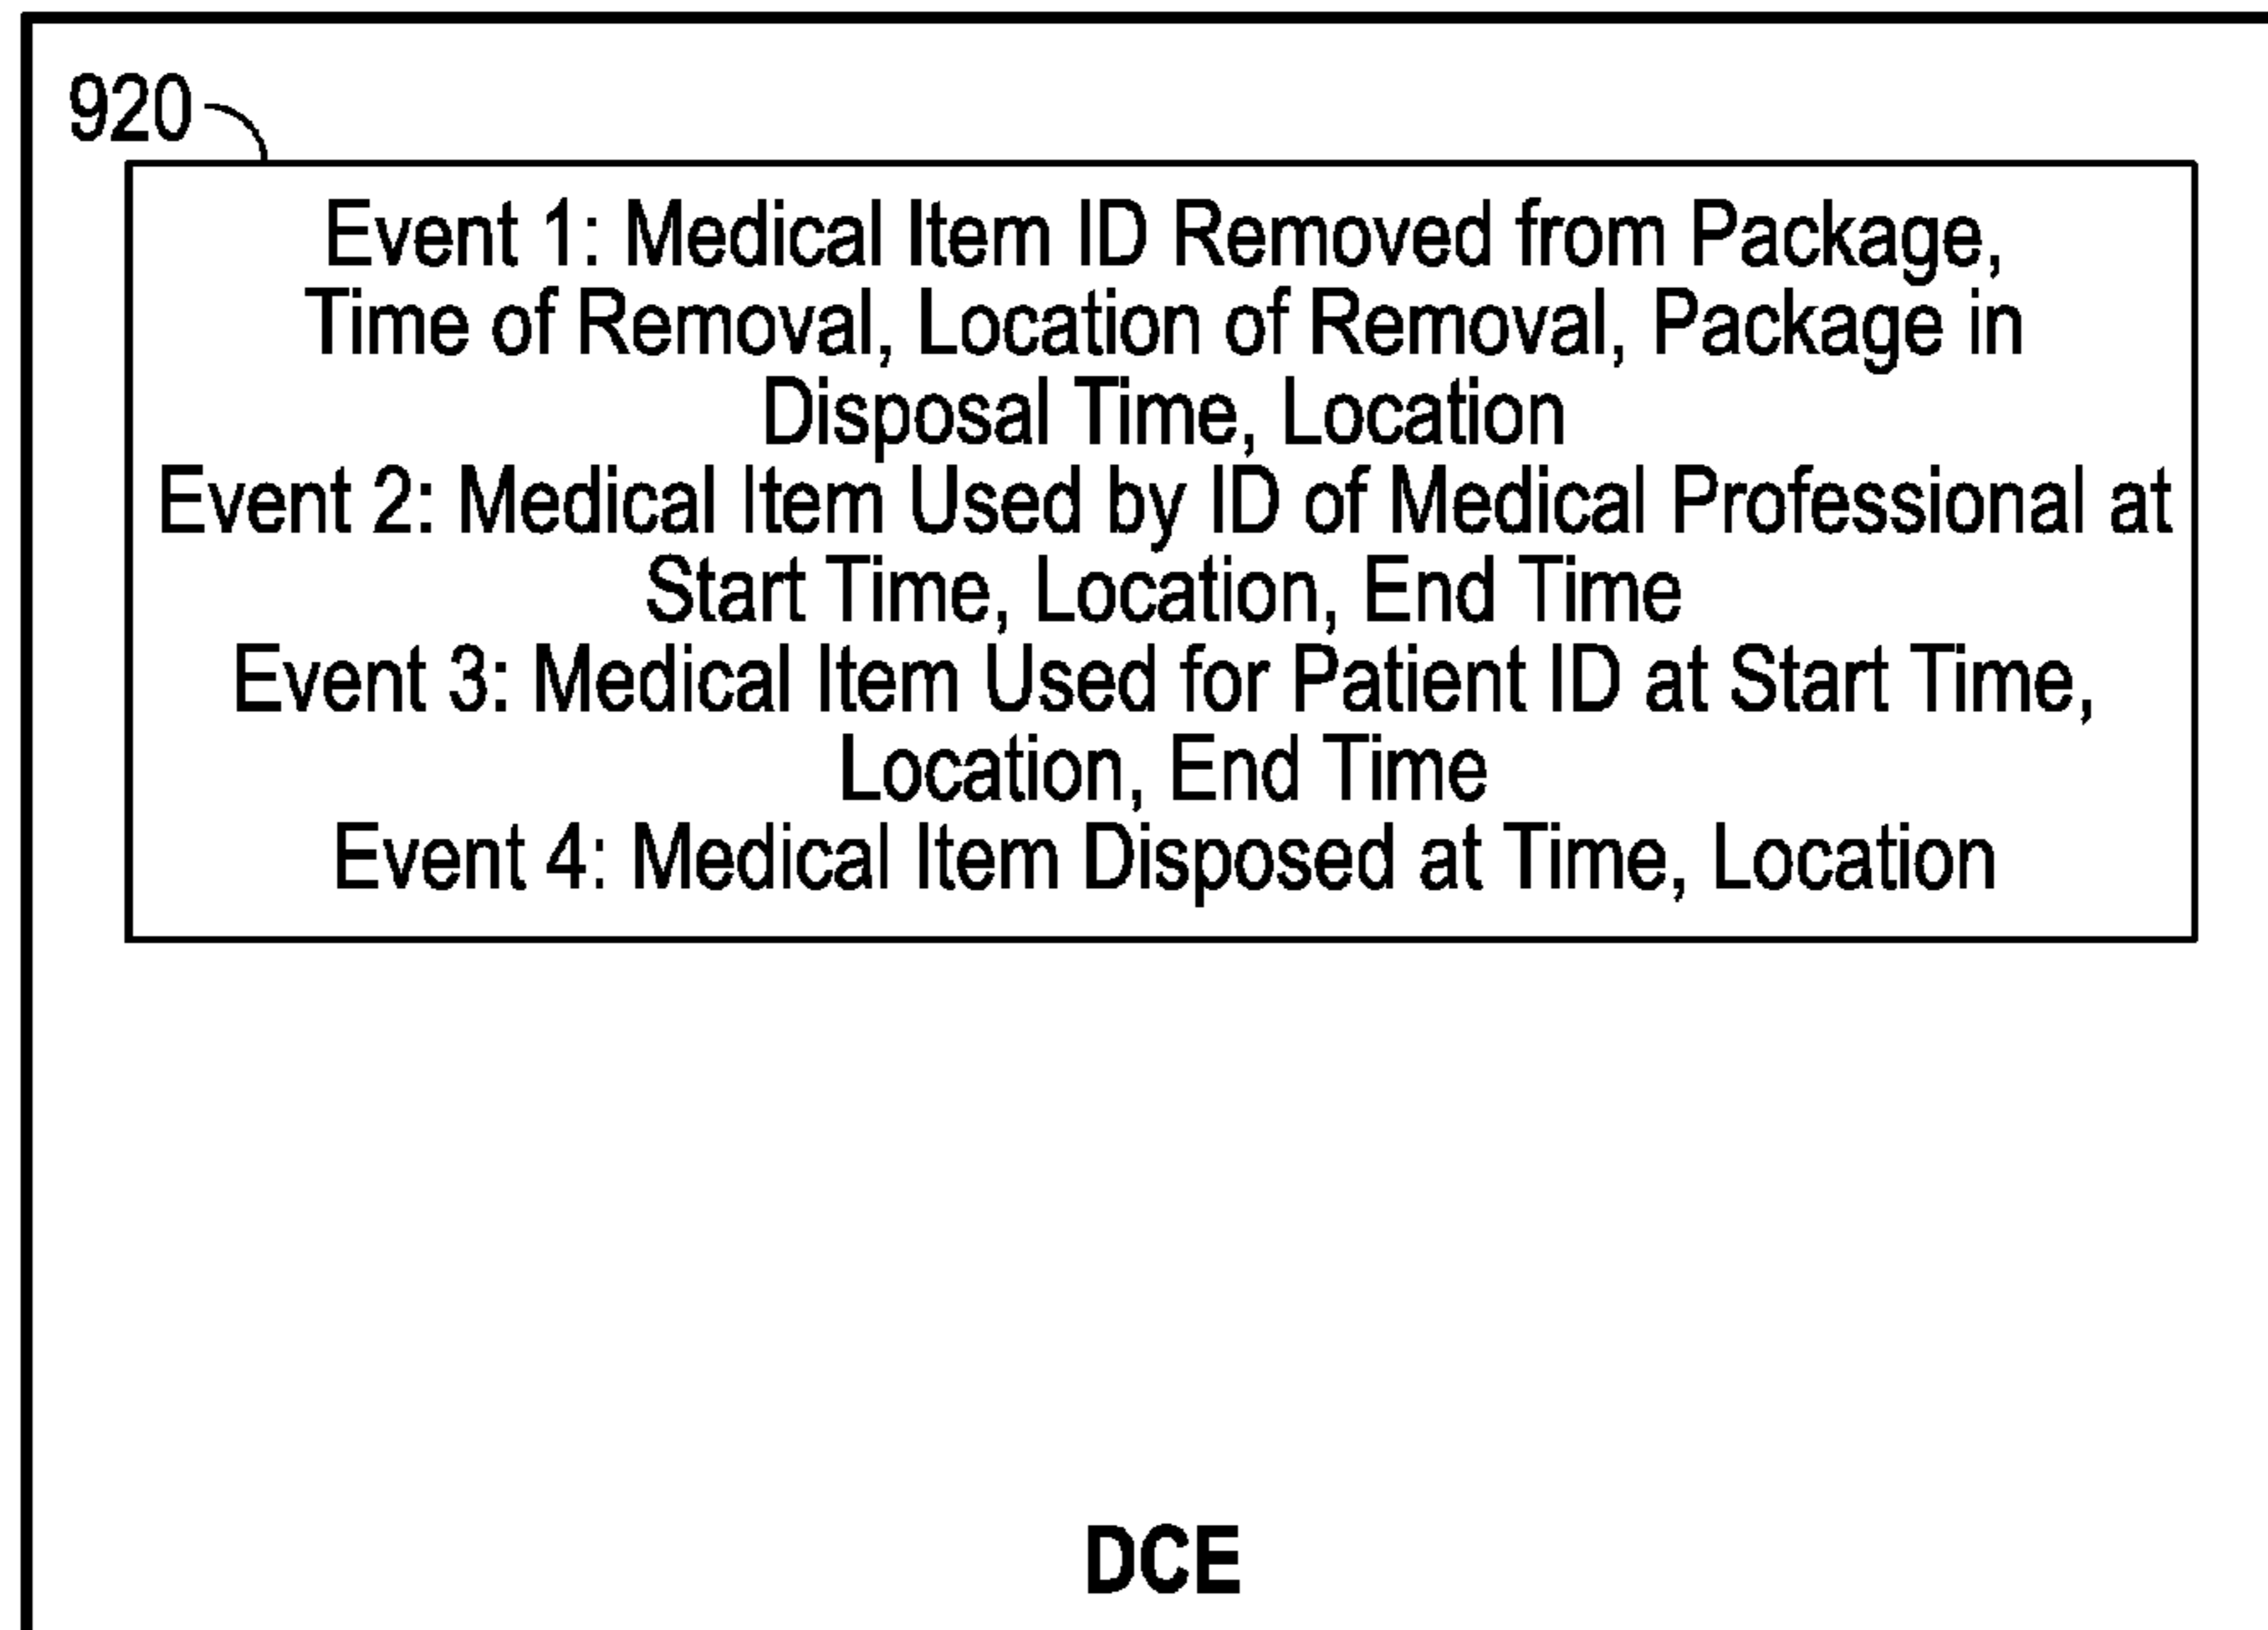 920
Event 1: Medical Item ID Removed from Package,
Time of Removal, Location of Removal, Package in
Disposal Time, Location
Event 2: Medical Item Used by ID of Medical Professional at
Start Time, Location, End Time
Event 3: Medical Item Used for Patient ID at Start Time,
Location, End Time
Event 4: Medical Item Disposed at Time, Location
DCE